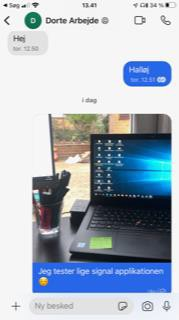 Søg
13.41
34 %
D
Dorte Arbejde
Hej
tor. 12.50
Halløj
tor. 12.51
i dag
Jeg tester lige signal applikationen
Ny besked